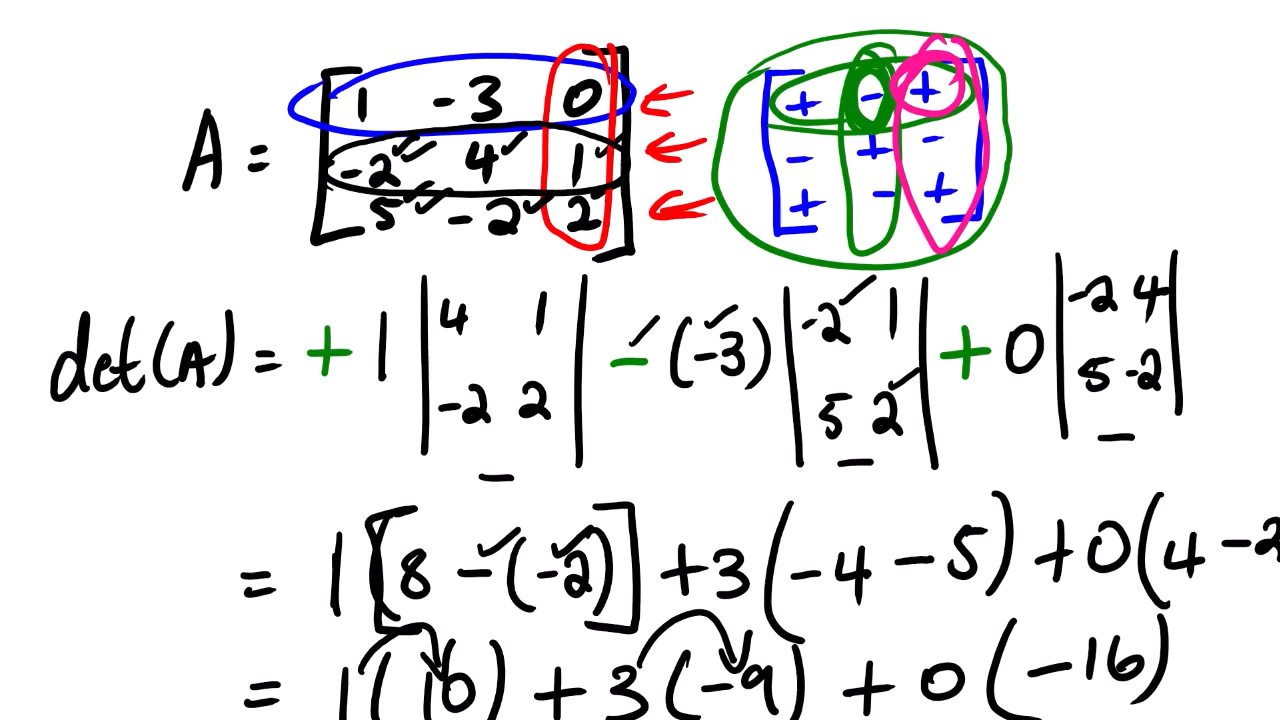 1 -3 0 + - +
A = -2 4 1 - + -
5 -2 2 + - +
4 1 -2 1 -2 4
det(A) = + 1 - (-3) + 0
-2 2 5 2 5 -2
= 1 [8 - (-2)] + 3 (-4 - 5) + 0 (4 - 2
= 1 (10) + 3 (-9) + 0 (-16)